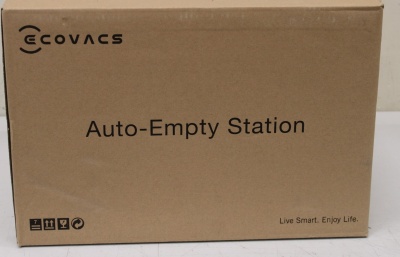 ECOVACS
Auto-Empty Station
Live Smart. Enjoy Life.